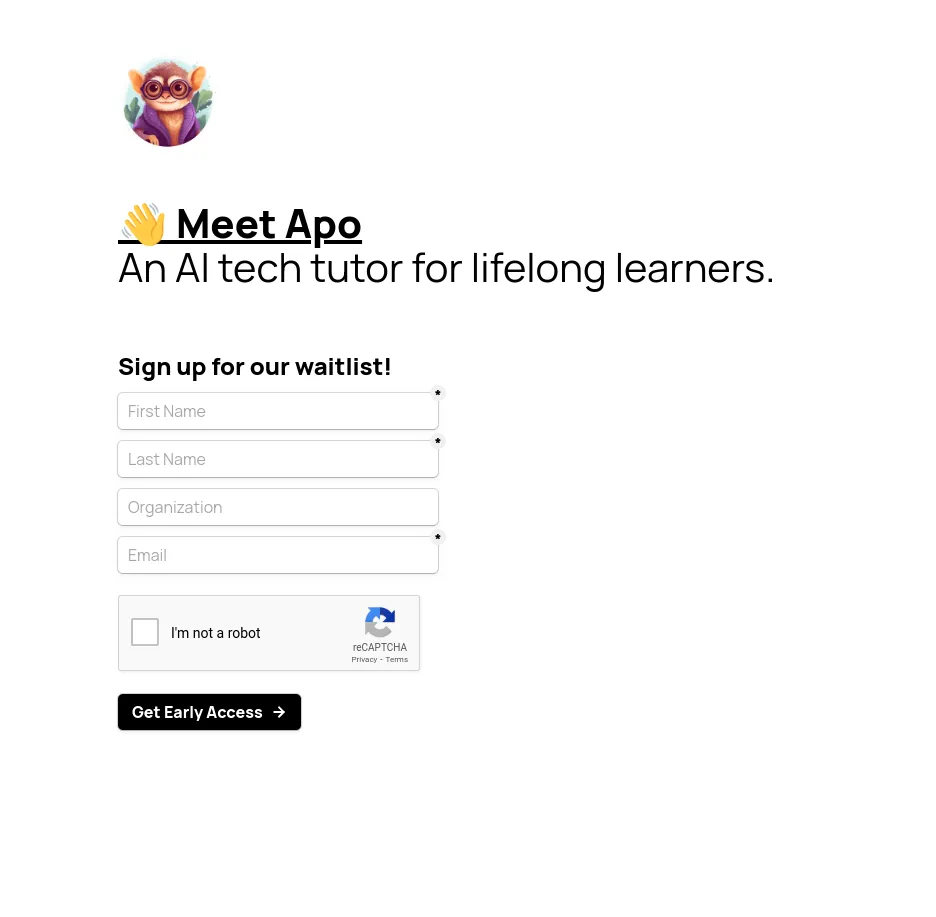 👋 Meet Apo
An AI tech tutor for lifelong learners.
Sign up for our waitlist!
First Name
*
Last Name
*
Organization
Email
*
I'm not a robot
reCAPTCHA
Privacy - Terms
Get Early Access →